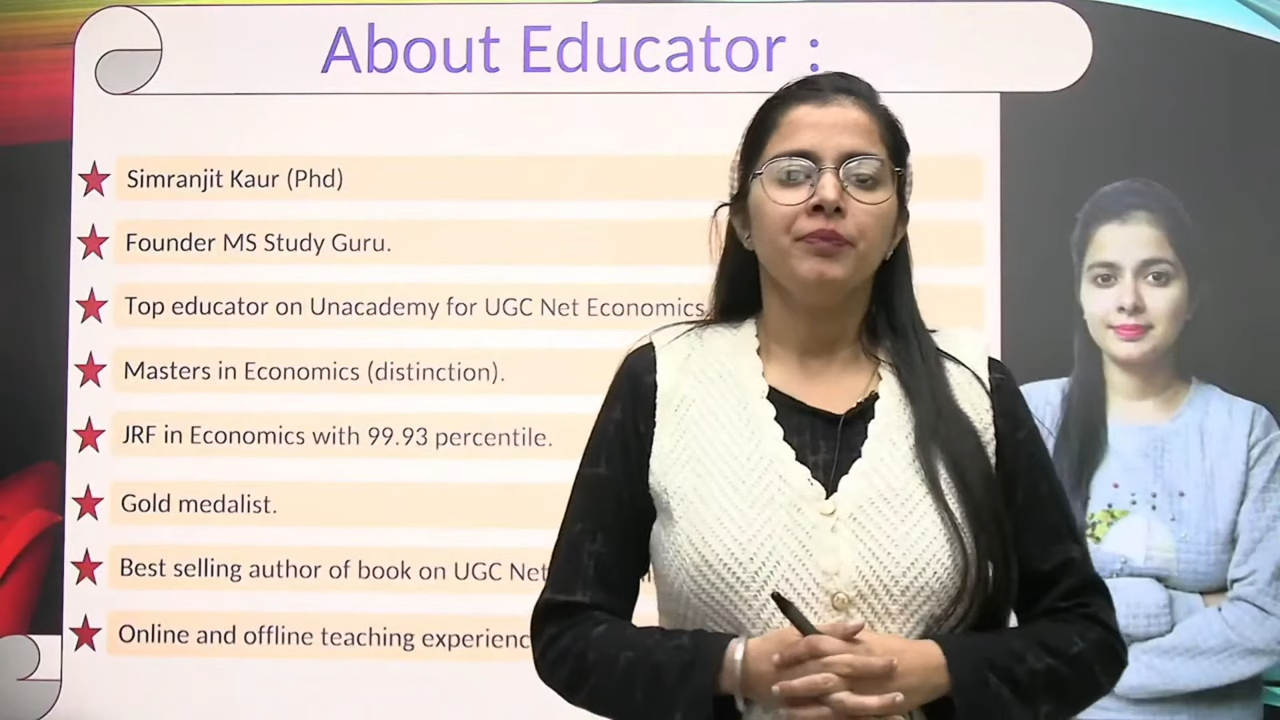 About Educator :
Simranjit Kaur (Phd)
Founder MS Study Guru.
Top educator on Unacademy for UGC Net Economics
Masters in Economics (distinction).
JRF in Economics with 99.93 percentile.
Gold medalist.
Best selling author of book on UGC Net
Online and offline teaching